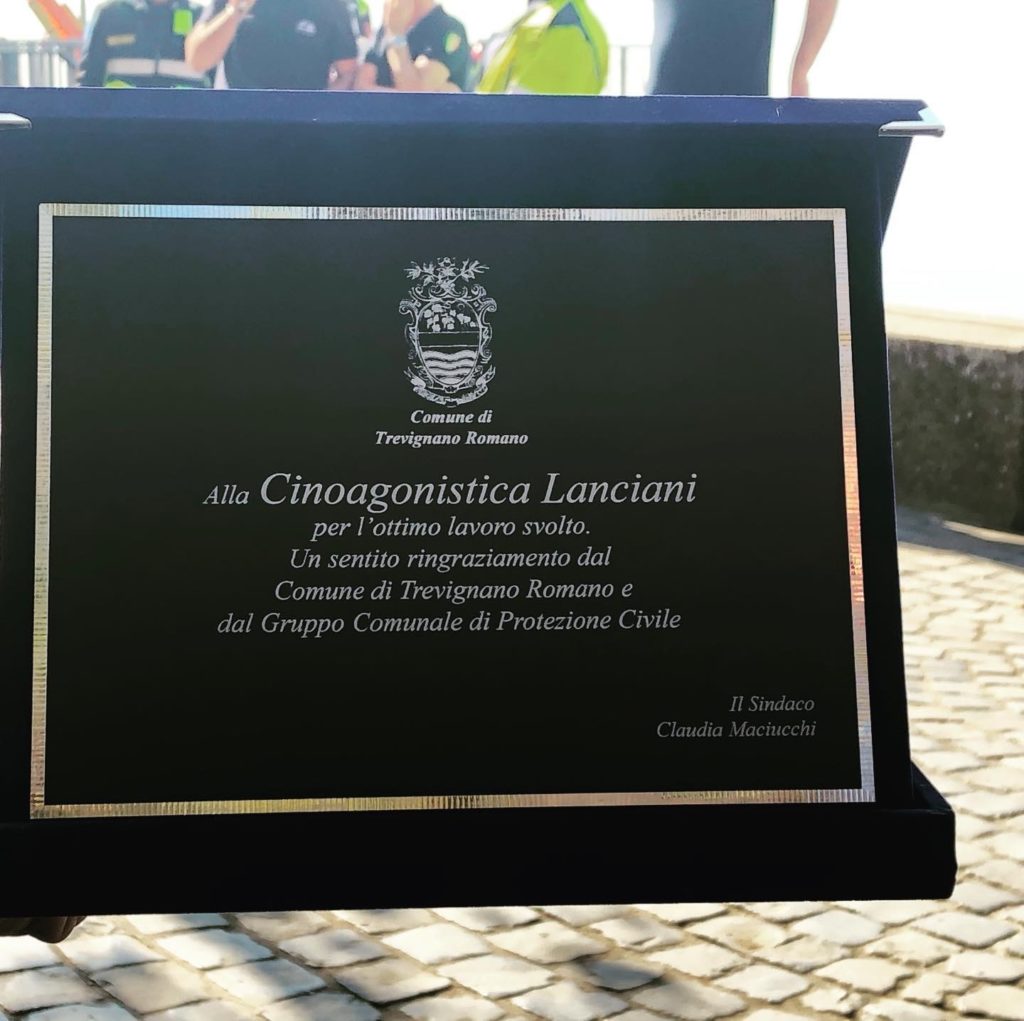 Comune di
Trevignano Romano
Alla Cinoagonistica Lanciani
per l'ottimo lavoro svolto.
Un sentito ringraziamento dal
Comune di Trevignano Romano e
dal Gruppo Comunale di Protezione Civile
Il Sindaco
Claudia Maciucchi